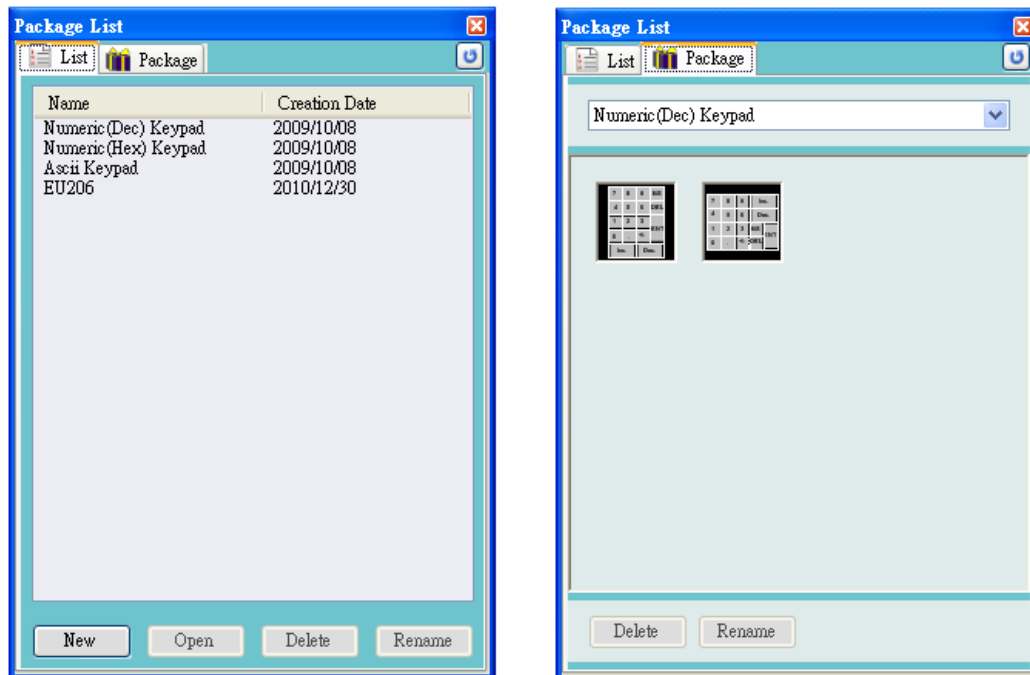 Package List
List Package
Name Creation Date
Numeric(Dec) Keypad 2009/10/08
Numeric(Hex) Keypad 2009/10/08
Ascii Keypad 2009/10/08
EU206 2010/12/30
New Open Delete Rename
Package List
List Package
Numeric(Dec) Keypad
Delete Rename